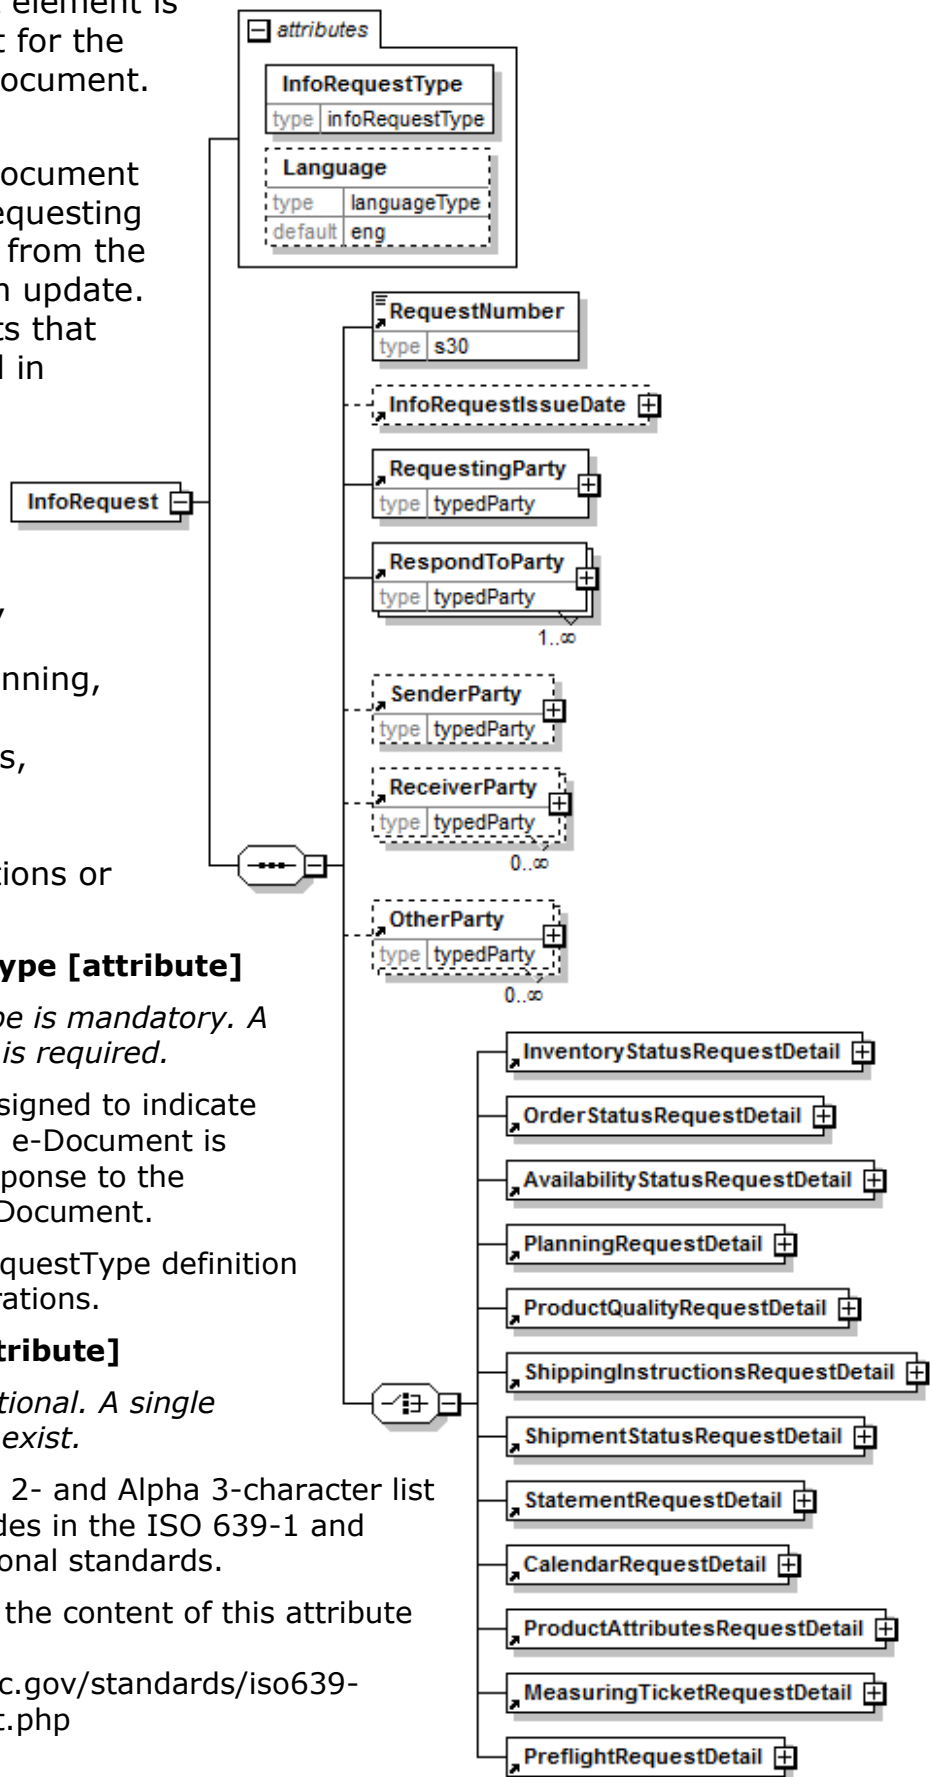 element is
t for the
ocument.
ocument
equesting
from the
n update.
ts that
l in
y
nning,
s,
tions or
ype [attribute]
pe is mandatory. A
is required.
signed to indicate
e-Document is
ponse to the
Document.
questType definition
rations.
tribute]
tional. A single
exist.
2- and Alpha 3-character list
des in the ISO 639-1 and
onal standards.
the content of this attribute
c.gov/standards/iso639-
t.php
attributes
InfoRequestType
type infoRequestType
Language
type languageType
default eng
InfoRequest
RequestNumber
type s30
InfoRequestIssueDate
RequestingParty
type typedParty
RespondToParty
type typedParty
1..∞
SenderParty
type typedParty
ReceiverParty
type typedParty
0..∞
OtherParty
type typedParty
0..∞
InventoryStatusRequestDetail
OrderStatusRequestDetail
AvailabilityStatusRequestDetail
PlanningRequestDetail
ProductQualityRequestDetail
ShippingInstructionsRequestDetail
ShipmentStatusRequestDetail
StatementRequestDetail
CalendarRequestDetail
ProductAttributesRequestDetail
MeasuringTicketRequestDetail
PreflightRequestDetail